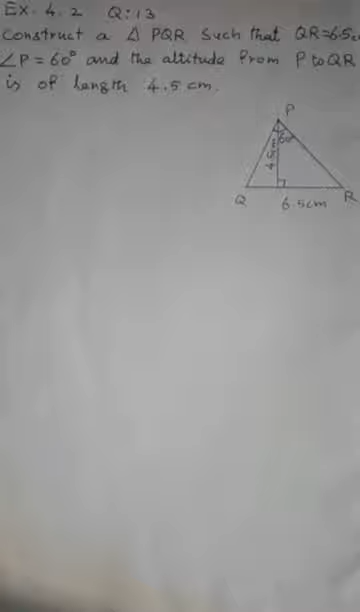 Ex. 4.2 Q:13
Construct a Δ PQR Such that QR=6.5c
∠P = 60° and the altitude from P to QR
is of length 4.5 cm.
P
60°
4.5
Q
6.5cm
R